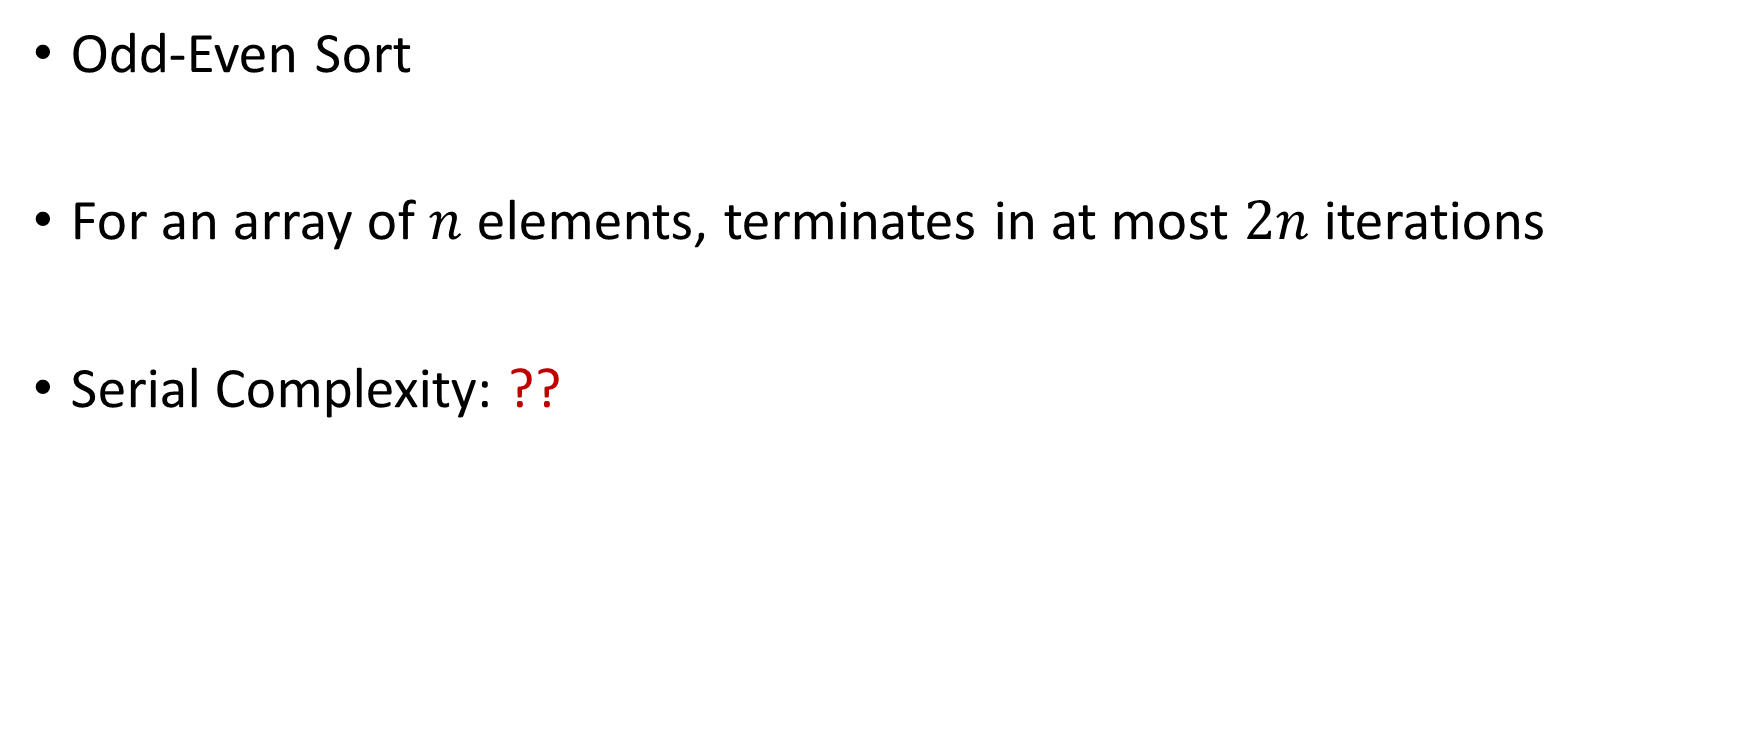 • Odd-Even Sort
• For an array of 𝑛 elements, terminates in at most 2𝑛 iterations
• Serial Complexity: ??